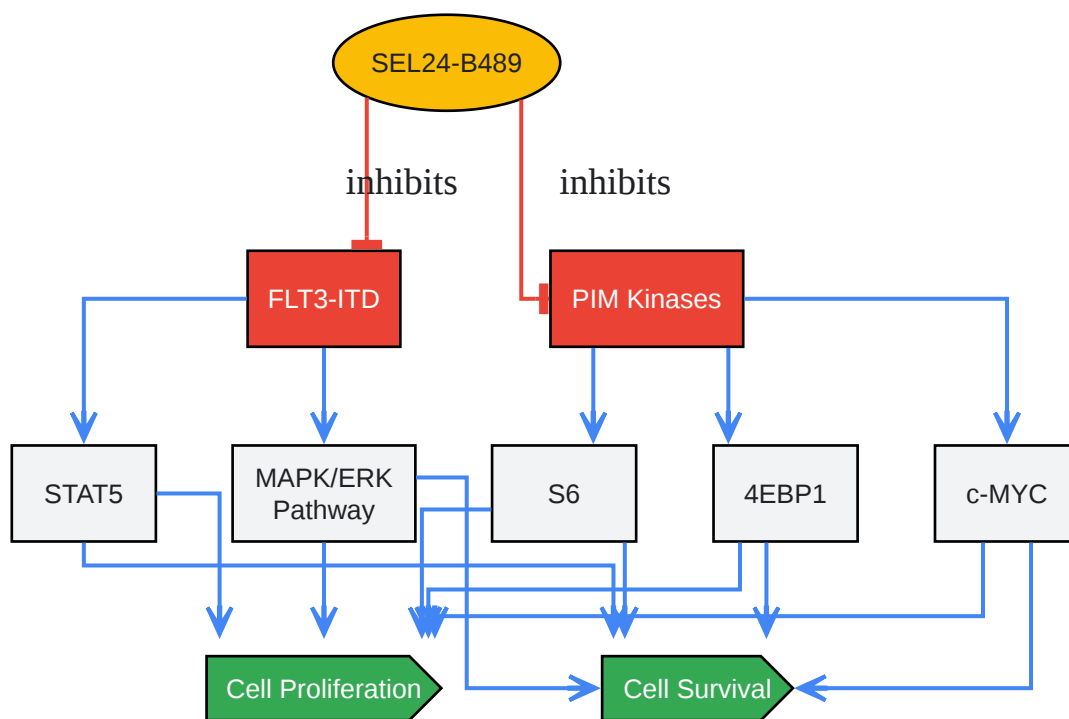 SEL24-B489
inhibits
inhibits
FLT3-ITD
PIM Kinases
STAT5
MAPK/ERK
Pathway
S6
4EBP1
c-MYC
Cell Proliferation
Cell Survival